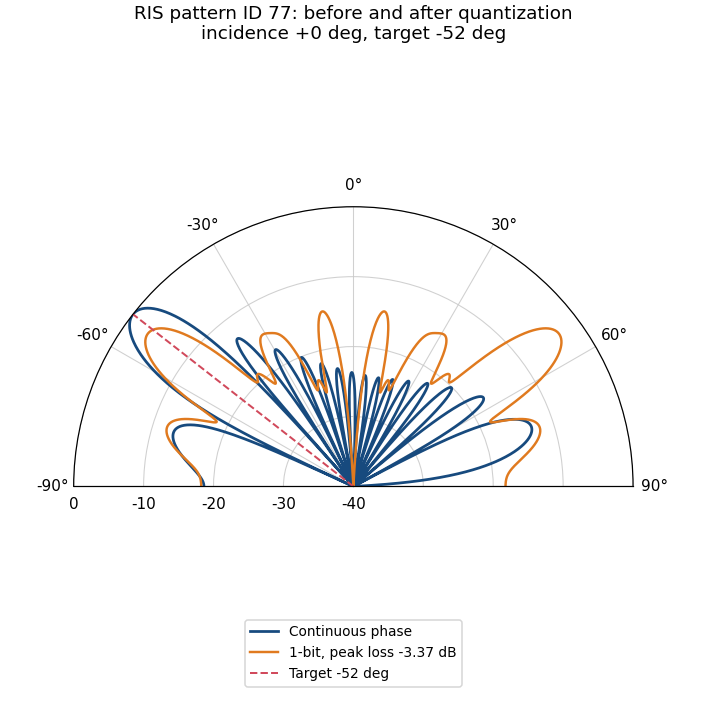 RIS pattern ID 77: before and after quantization
incidence +0 deg, target -52 deg
0°
-30°
30°
-60°
60°
-90°
90°
0
-10
-20
-30
-40
Continuous phase
1-bit, peak loss -3.37 dB
Target -52 deg